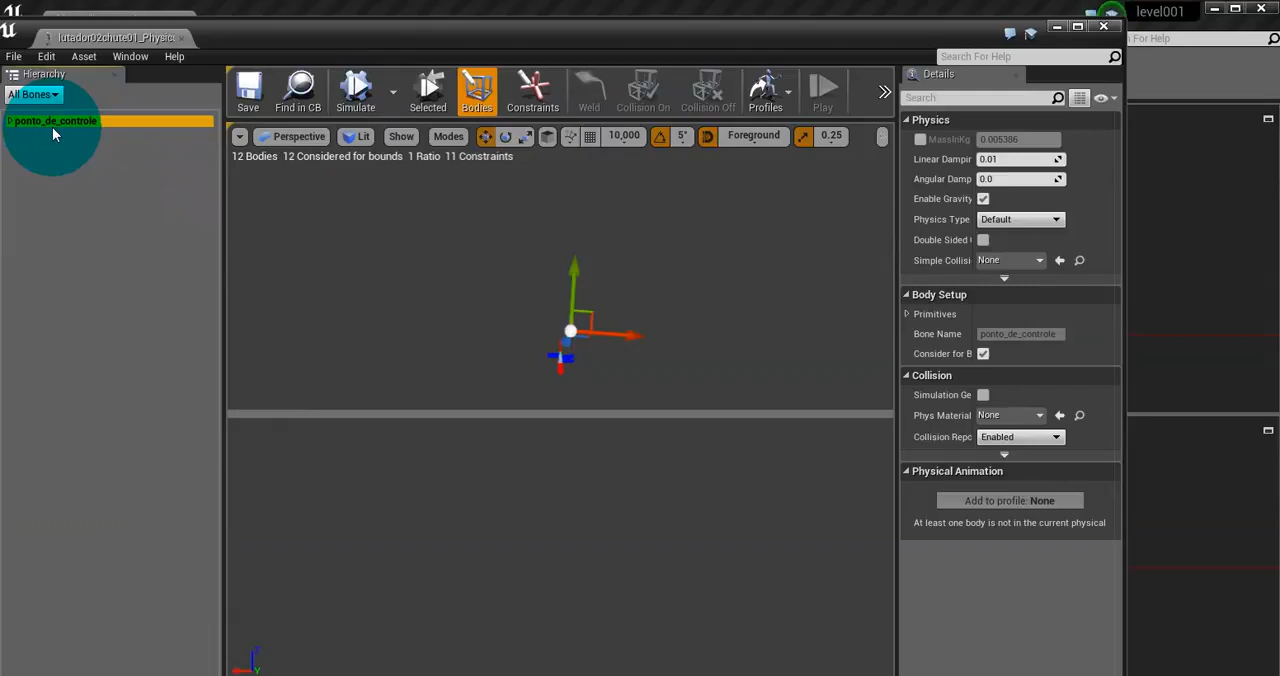 level001
lutador02chute01_Physics
File Edit Asset Window Help
Search For Help
For Help
Hierarchy
All Bones
ponto_de_controle
Save
Find in CB
Simulate
Selected
Bodies
Constraints
Weld
Collision On
Collision Off
Profiles
Play
Perspective
Lit
Show
Modes
10,000
5°
Foreground
0.25
12 Bodies 12 Considered for bounds 1 Ratio 11 Constraints
Details
Search
Physics
MassInKg 0.005386
Linear Dampin 0.01
Angular Damp 0.0
Enable Gravity
Physics Type Default
Double Sided
Simple Collisi None
Body Setup
Primitives
Bone Name ponto_de_controle
Consider for B
Collision
Simulation Ge
Phys Material None
Collision Repo Enabled
Physical Animation
Add to profile: None
At least one body is not in the current physical
Z
Y